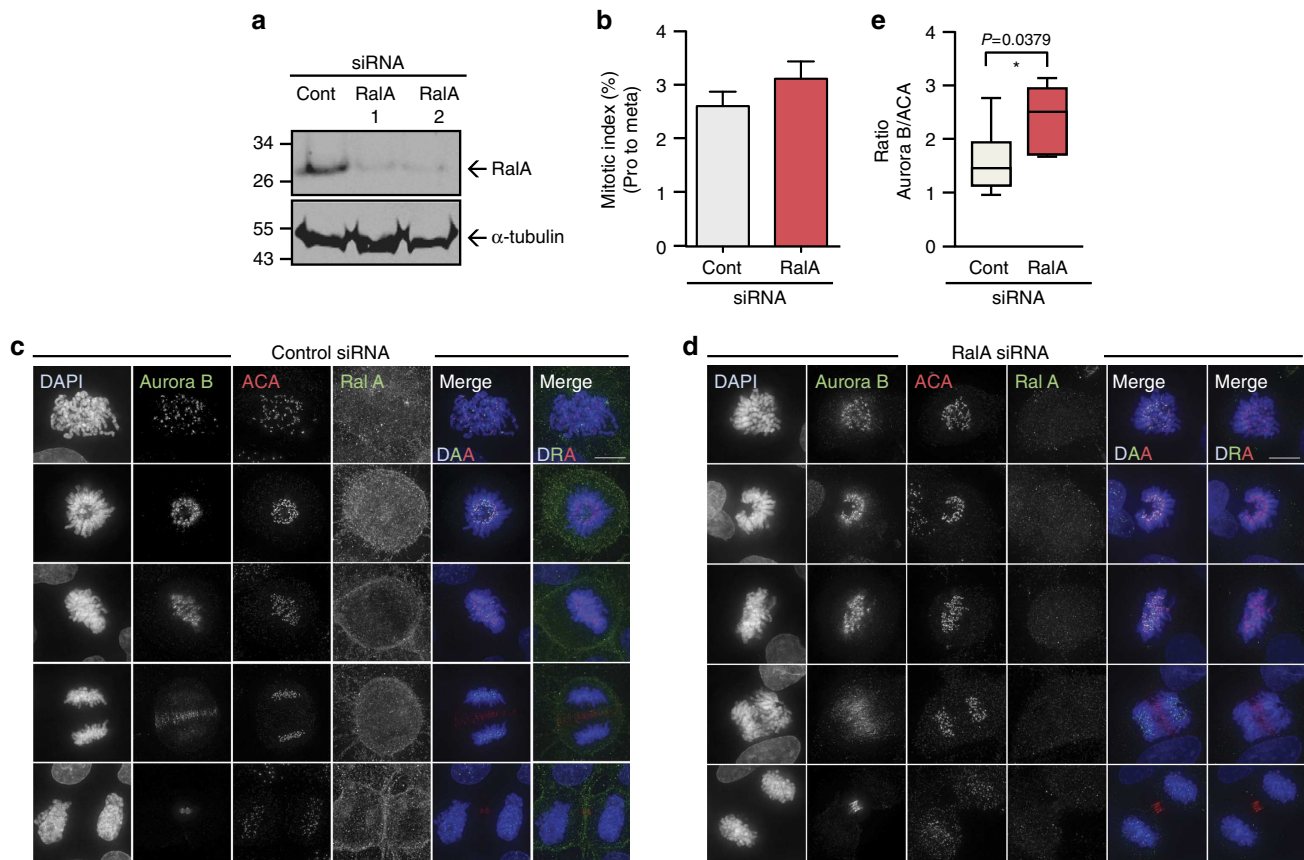 a
siRNA
Cont RalA RalA
1 2
34
26
RalA
55
43
α-tubulin
b
4
3
2
1
0
Mitotic index (%)
(Pro to meta)
Cont RalA
siRNA
e
P=0.0379
*
4
3
2
1
0
Ratio
Aurora B/ACA
Cont RalA
siRNA
c
Control siRNA
DAPI Aurora B ACA Ral A Merge Merge
DAA DRA
d
RalA siRNA
DAPI Aurora B ACA Ral A Merge Merge
DAA DRA